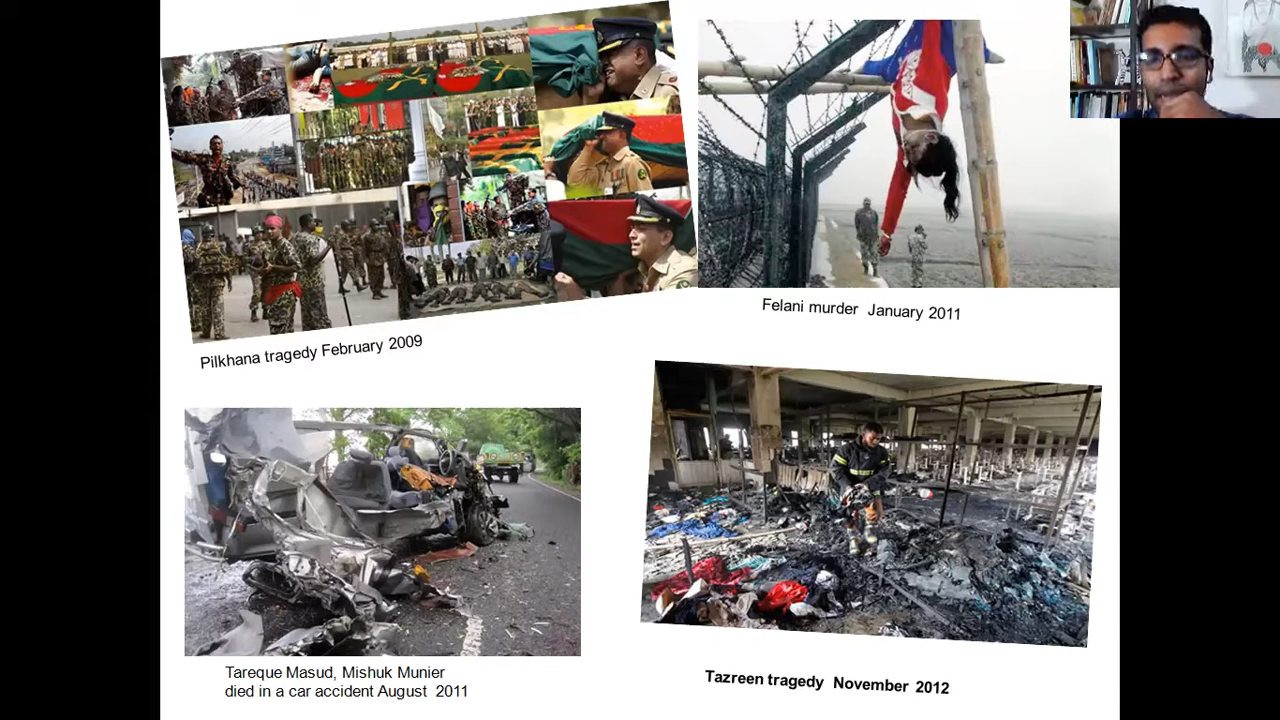 Felani murder January 2011
Pilkhana tragedy February 2009
Tareque Masud, Mishuk Munier
died in a car accident August 2011
Tazreen tragedy November 2012